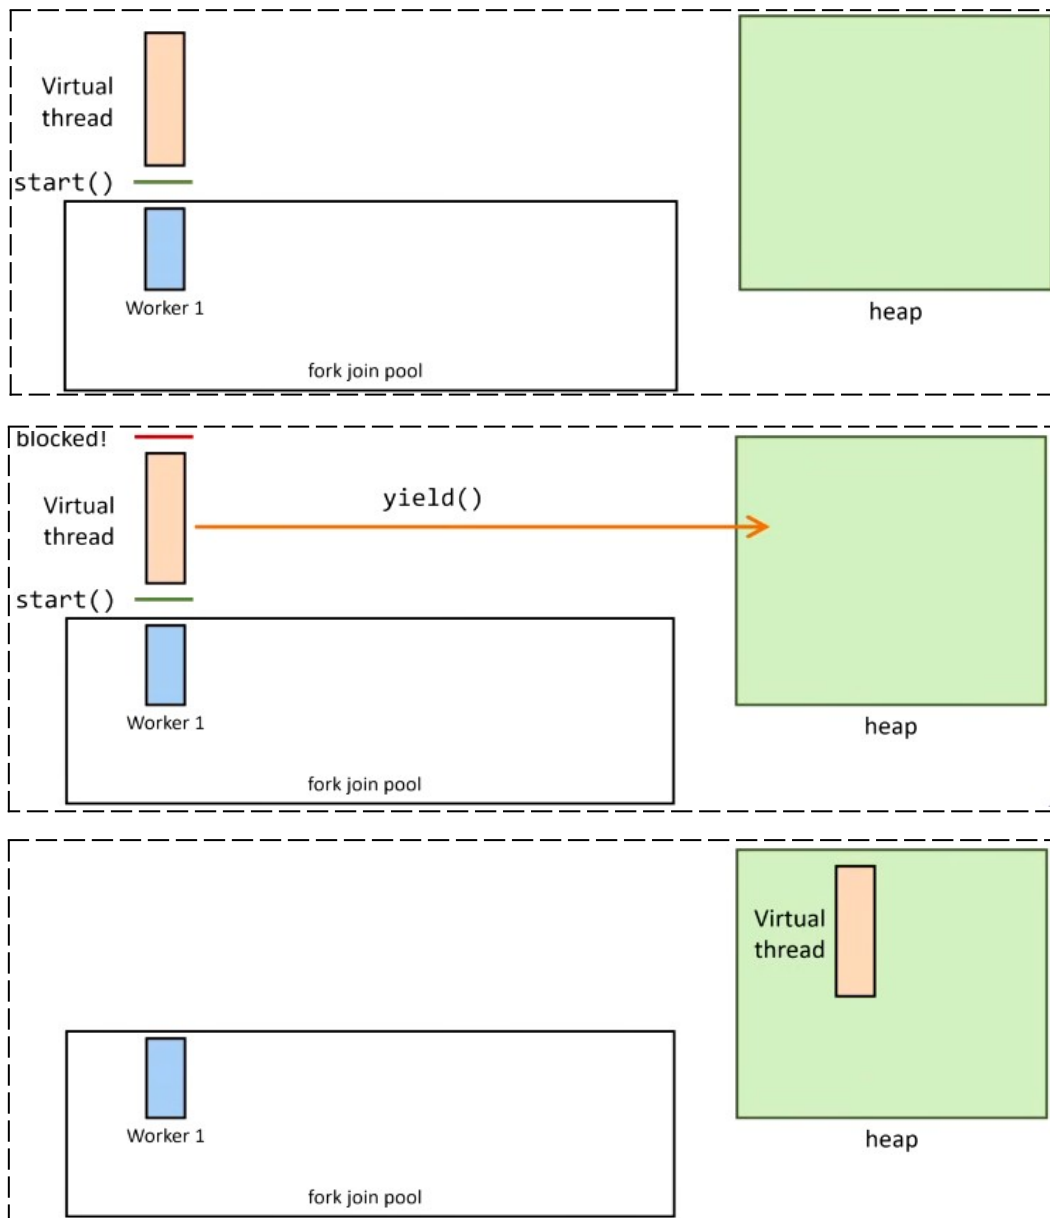 Virtual
thread
start()
Worker 1
fork join pool
heap
blocked!
yield()
Virtual
thread
start()
Worker 1
fork join pool
heap
Virtual
thread
Worker 1
fork join pool
heap